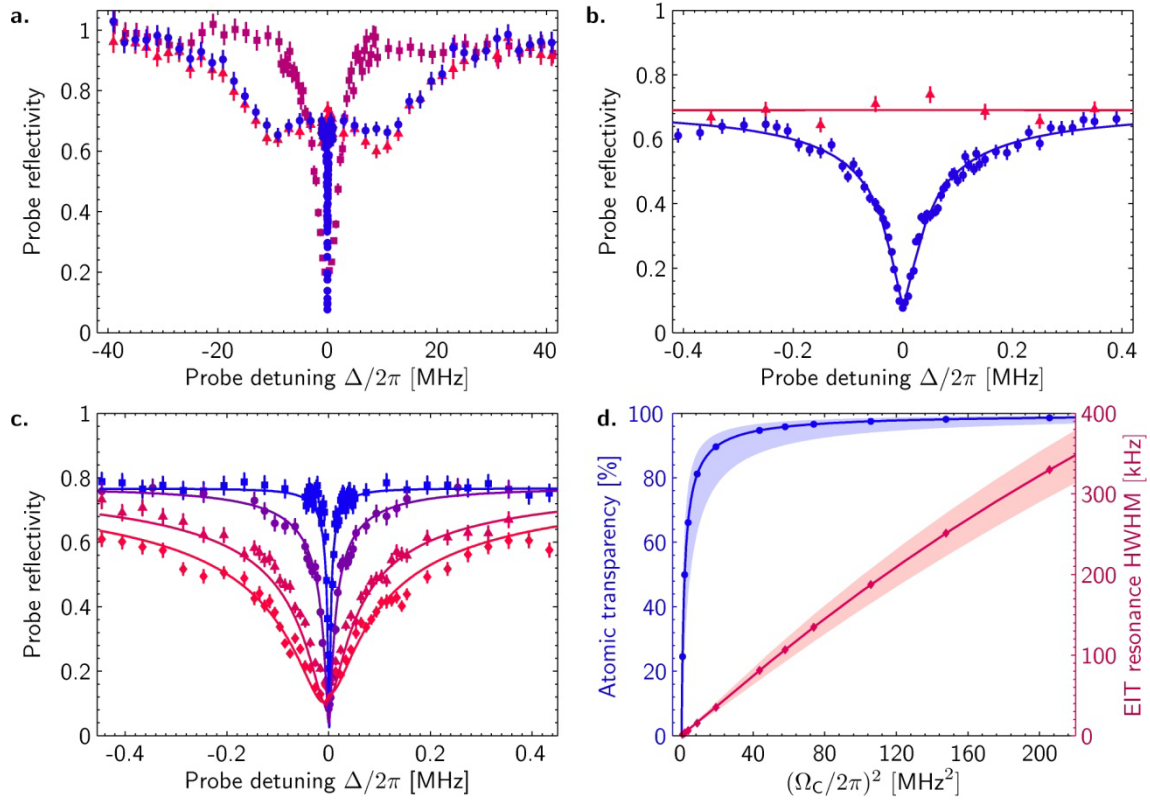 a.
Probe reflectivity
1
0.8
0.6
0.4
0.2
0
-40 -20 0 20 40
Probe detuning Δ/2π [MHz]
b.
Probe reflectivity
1
0.8
0.6
0.4
0.2
0
-0.4 -0.2 0 0.2 0.4
Probe detuning Δ/2π [MHz]
c.
Probe reflectivity
1
0.8
0.6
0.4
0.2
0
-0.4 -0.2 0 0.2 0.4
Probe detuning Δ/2π [MHz]
d.
Atomic transparency [%]
100
80
60
40
20
0
0 40 80 120 160 200
(Ω_C/2π)² [MHz²]
400
300
200
100
0
EIT resonance HWHM [kHz]